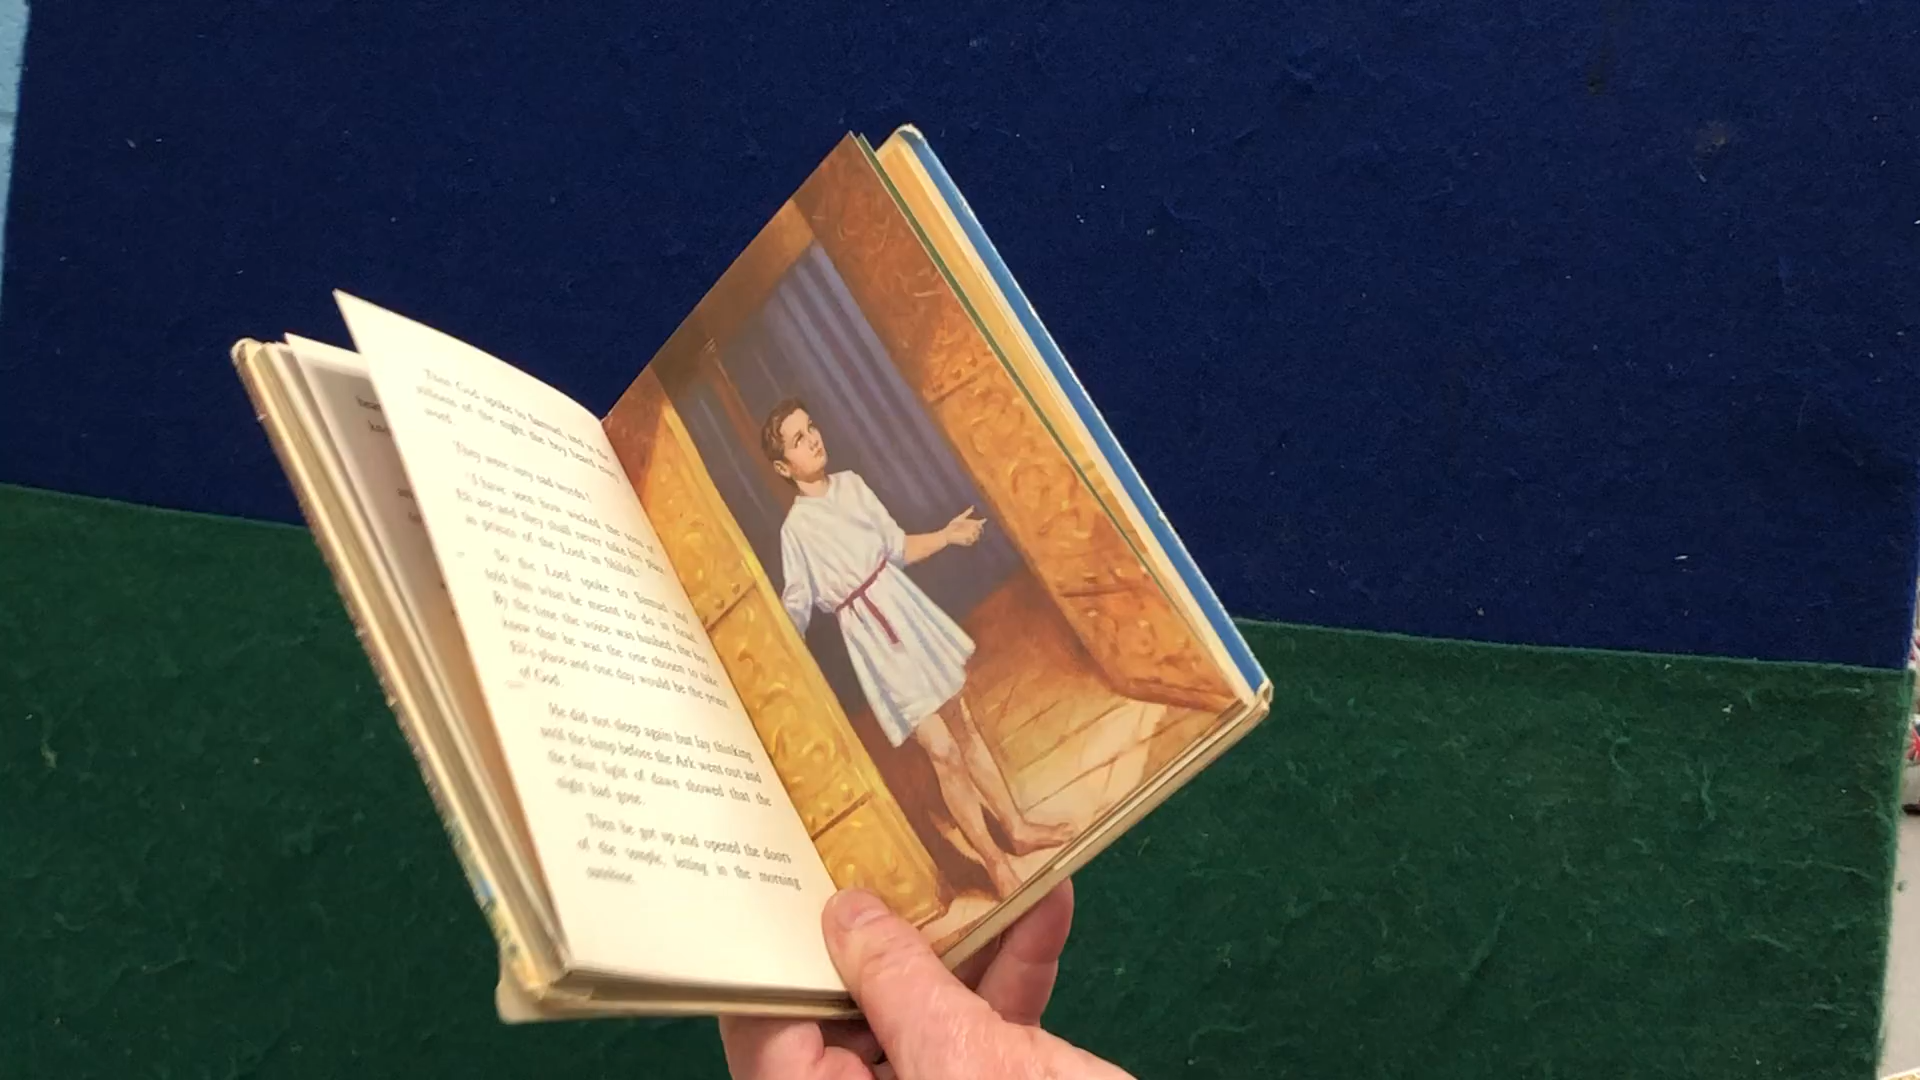 Then God spoke to Samuel, and in the
stillness of the night the boy heard every
word.
They were very sad words!
"I have seen how wicked the sons of
Eli are and they shall never take his place
as priests of the Lord in Shiloh."
So the Lord spoke to Samuel and
told him what he meant to do in Israel.
By the time the voice was hushed, the boy
knew that he was the one chosen to take
Eli's place and one day would be the priest
of God.
He did not sleep again but lay thinking
until the lamp before the Ark went out and
the faint light of dawn showed that the
night had gone.
Then he got up and opened the doors
of the temple, letting in the morning
sunshine.